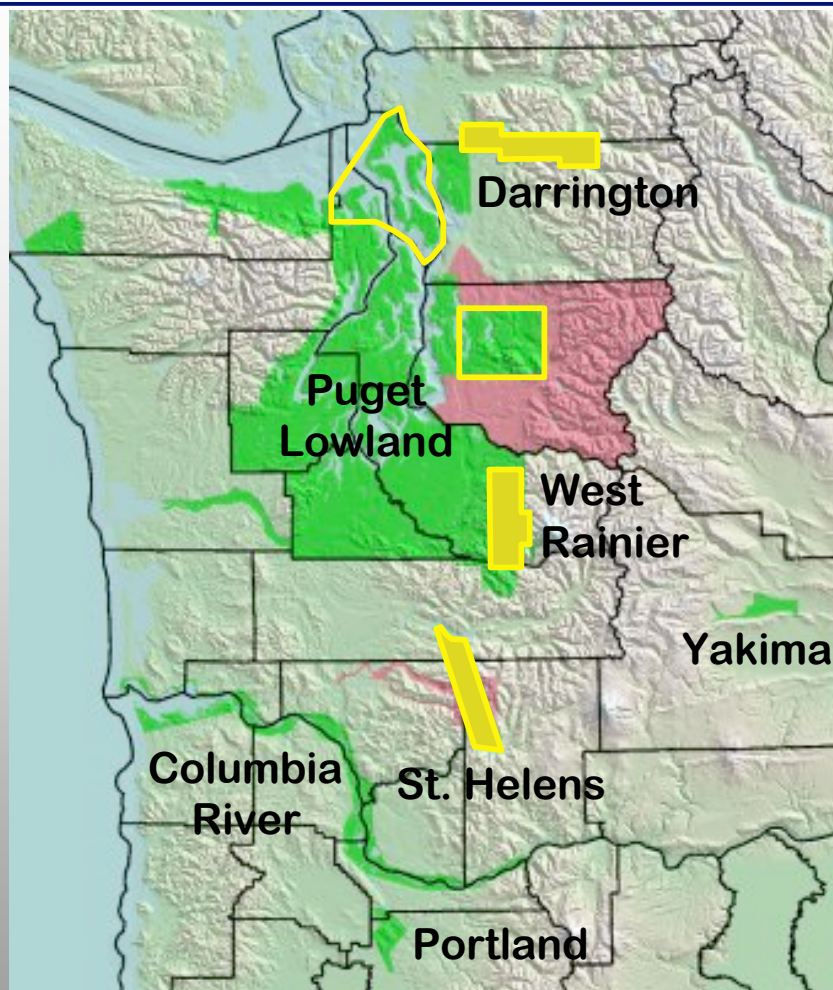 Darrington
Puget
Lowland
West
Rainier
Yakima
Columbia
River
St. Helens
Portland